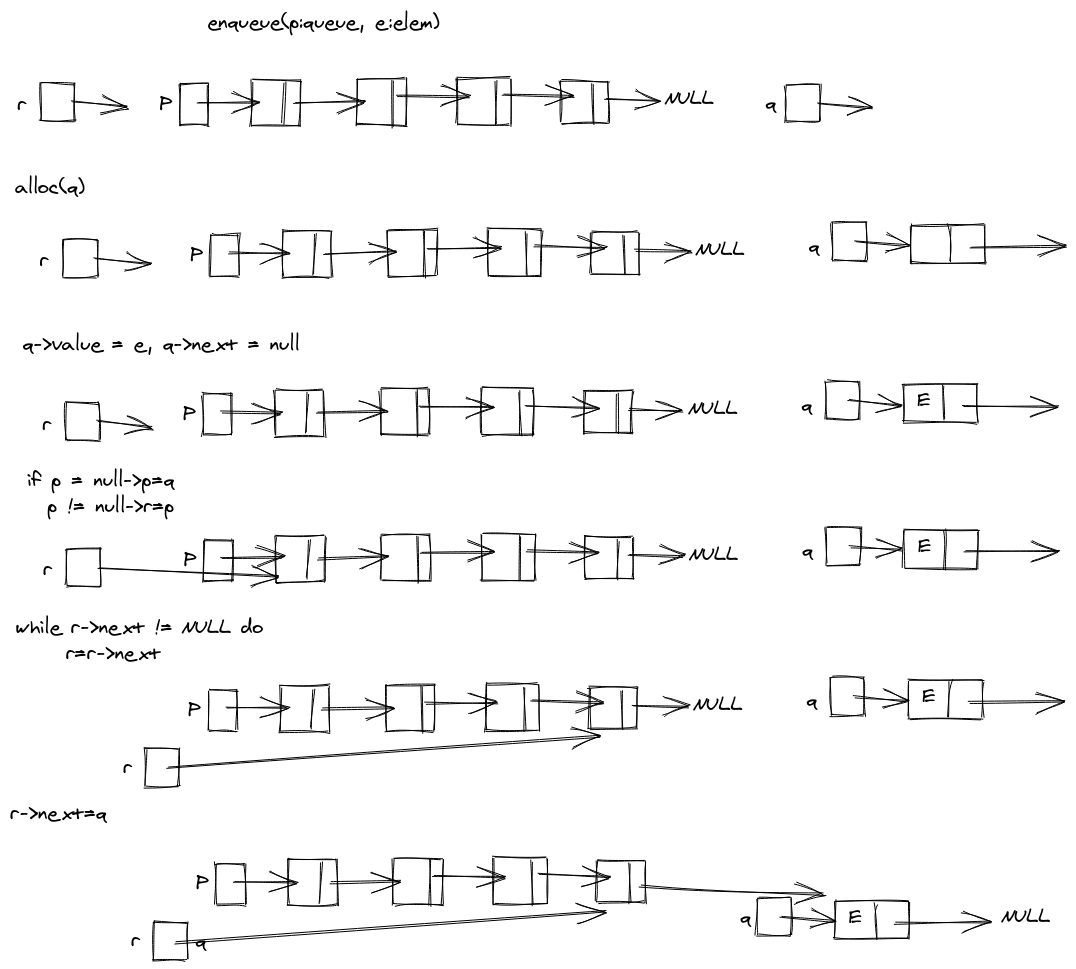 enqueue(p:queue, e:elem)
r P NULL q
alloc(q)
r P NULL q
q->value = e, q->next = null
r P NULL q E
if p = null->p=q
p != null->r=p
r P NULL q E
while r->next != NULL do
r=r->next
P NULL q E
r
r->next=q
P
q E NULL
r q